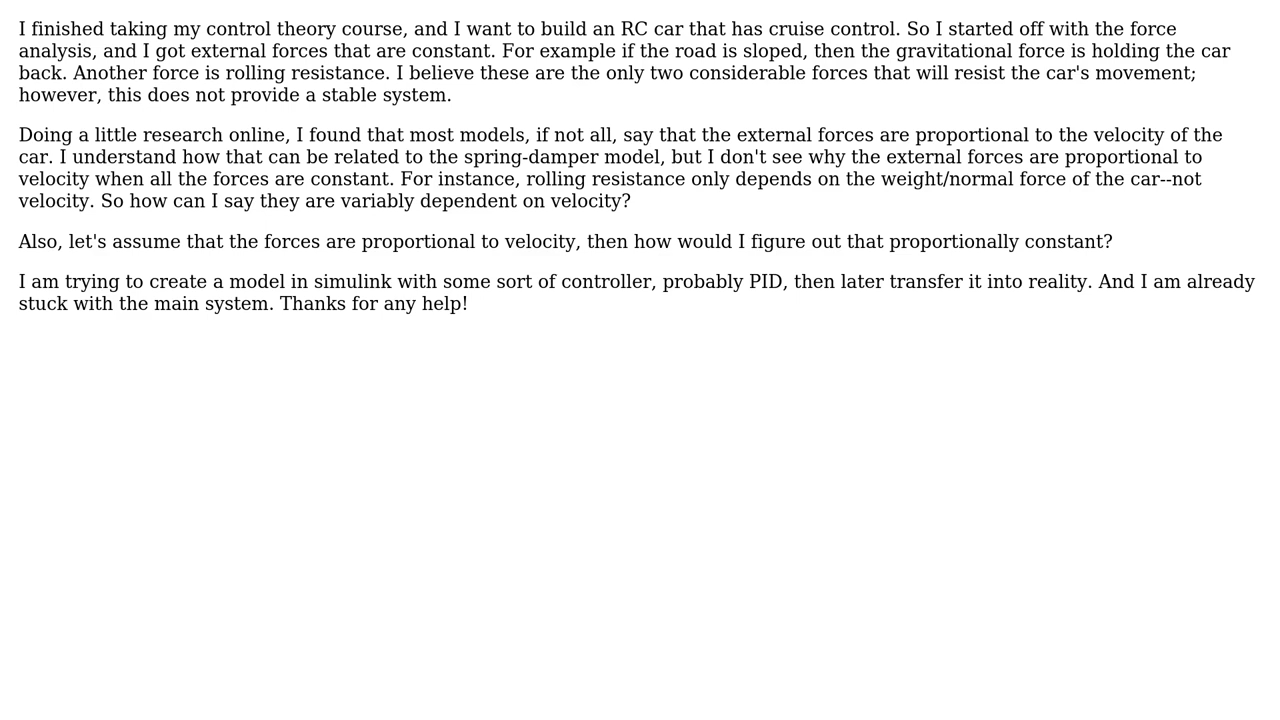 I finished taking my control theory course, and I want to build an RC car that has cruise control. So I started off with the force
analysis, and I got external forces that are constant. For example if the road is sloped, then the gravitational force is holding the car
back. Another force is rolling resistance. I believe these are the only two considerable forces that will resist the car's movement;
however, this does not provide a stable system.
Doing a little research online, I found that most models, if not all, say that the external forces are proportional to the velocity of the
car. I understand how that can be related to the spring-damper model, but I don't see why the external forces are proportional to
velocity when all the forces are constant. For instance, rolling resistance only depends on the weight/normal force of the car--not
velocity. So how can I say they are variably dependent on velocity?
Also, let's assume that the forces are proportional to velocity, then how would I figure out that proportionally constant?
I am trying to create a model in simulink with some sort of controller, probably PID, then later transfer it into reality. And I am already
stuck with the main system. Thanks for any help!